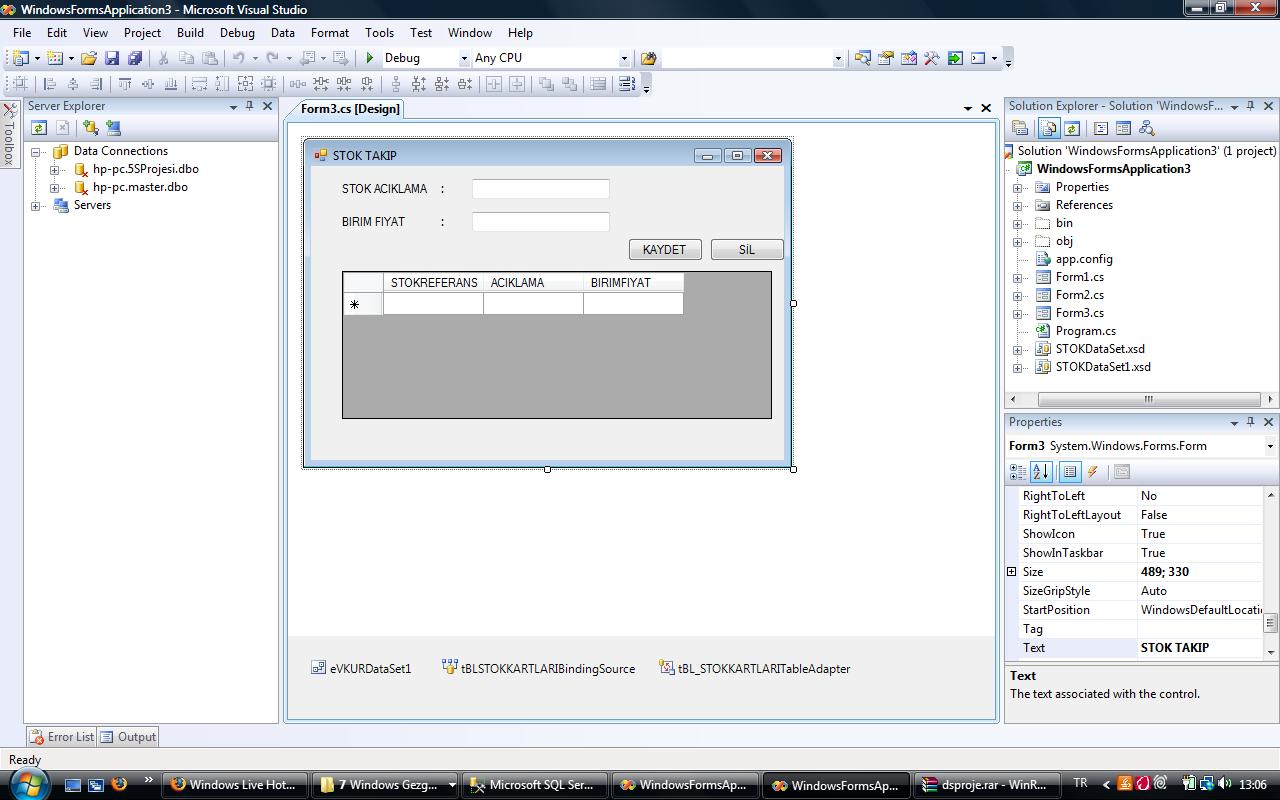 WindowsFormsApplication3 - Microsoft Visual Studio
File Edit View Project Build Debug Data Format Tools Test Window Help
Debug Any CPU
Server Explorer
Toolbox
Data Connections
hp-pc.5SProjesi.dbo
hp-pc.master.dbo
Servers
Form3.cs [Design]
STOK TAKIP
STOK ACIKLAMA :
BIRIM FIYAT :
KAYDET SİL
STOKREFERANS ACIKLAMA BIRIMFIYAT
eVKURDataSet1 tBLSTOKKARTLARIBindingSource tBL_STOKKARTLARITableAdapter
Solution Explorer - Solution 'WindowsF...
Solution 'WindowsFormsApplication3' (1 project)
WindowsFormsApplication3
Properties
References
bin
obj
app.config
Form1.cs
Form2.cs
Form3.cs
Program.cs
STOKDataSet.xsd
STOKDataSet1.xsd
Properties
Form3 System.Windows.Forms.Form
RightToLeft No
RightToLeftLayout False
ShowIcon True
ShowInTaskbar True
Size 489; 330
SizeGripStyle Auto
StartPosition WindowsDefaultLocati
Tag
Text STOK TAKIP
Text
The text associated with the control.
Error List Output
Ready
Windows Live Hot... 7 Windows Gezg... Microsoft SQL Ser... WindowsFormsAp... WindowsFormsAp... dsproje.rar - WinR... TR 13:06